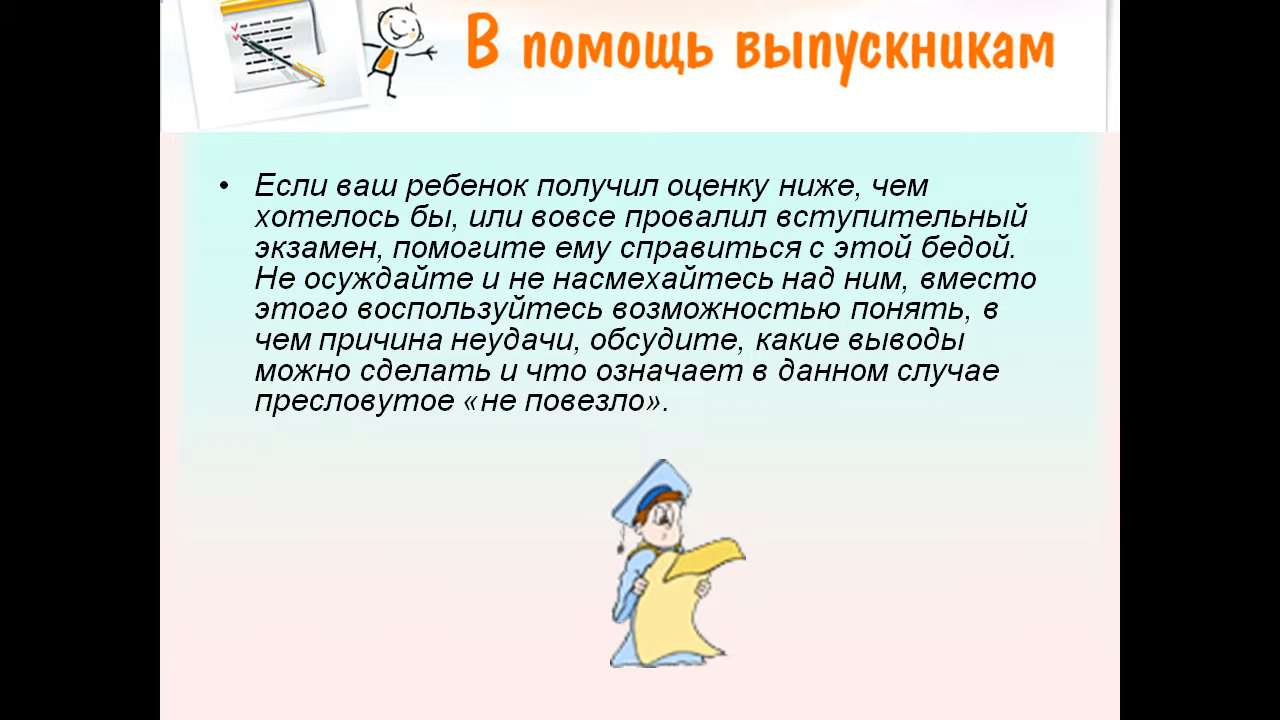 В помощь выпускникам
• Если ваш ребенок получил оценку ниже, чем
хотелось бы, или вовсе провалил вступительный
экзамен, помогите ему справиться с этой бедой.
Не осуждайте и не насмехайтесь над ним, вместо
этого воспользуйтесь возможностью понять, в
чем причина неудачи, обсудите, какие выводы
можно сделать и что означает в данном случае
пресловутое «не повезло».